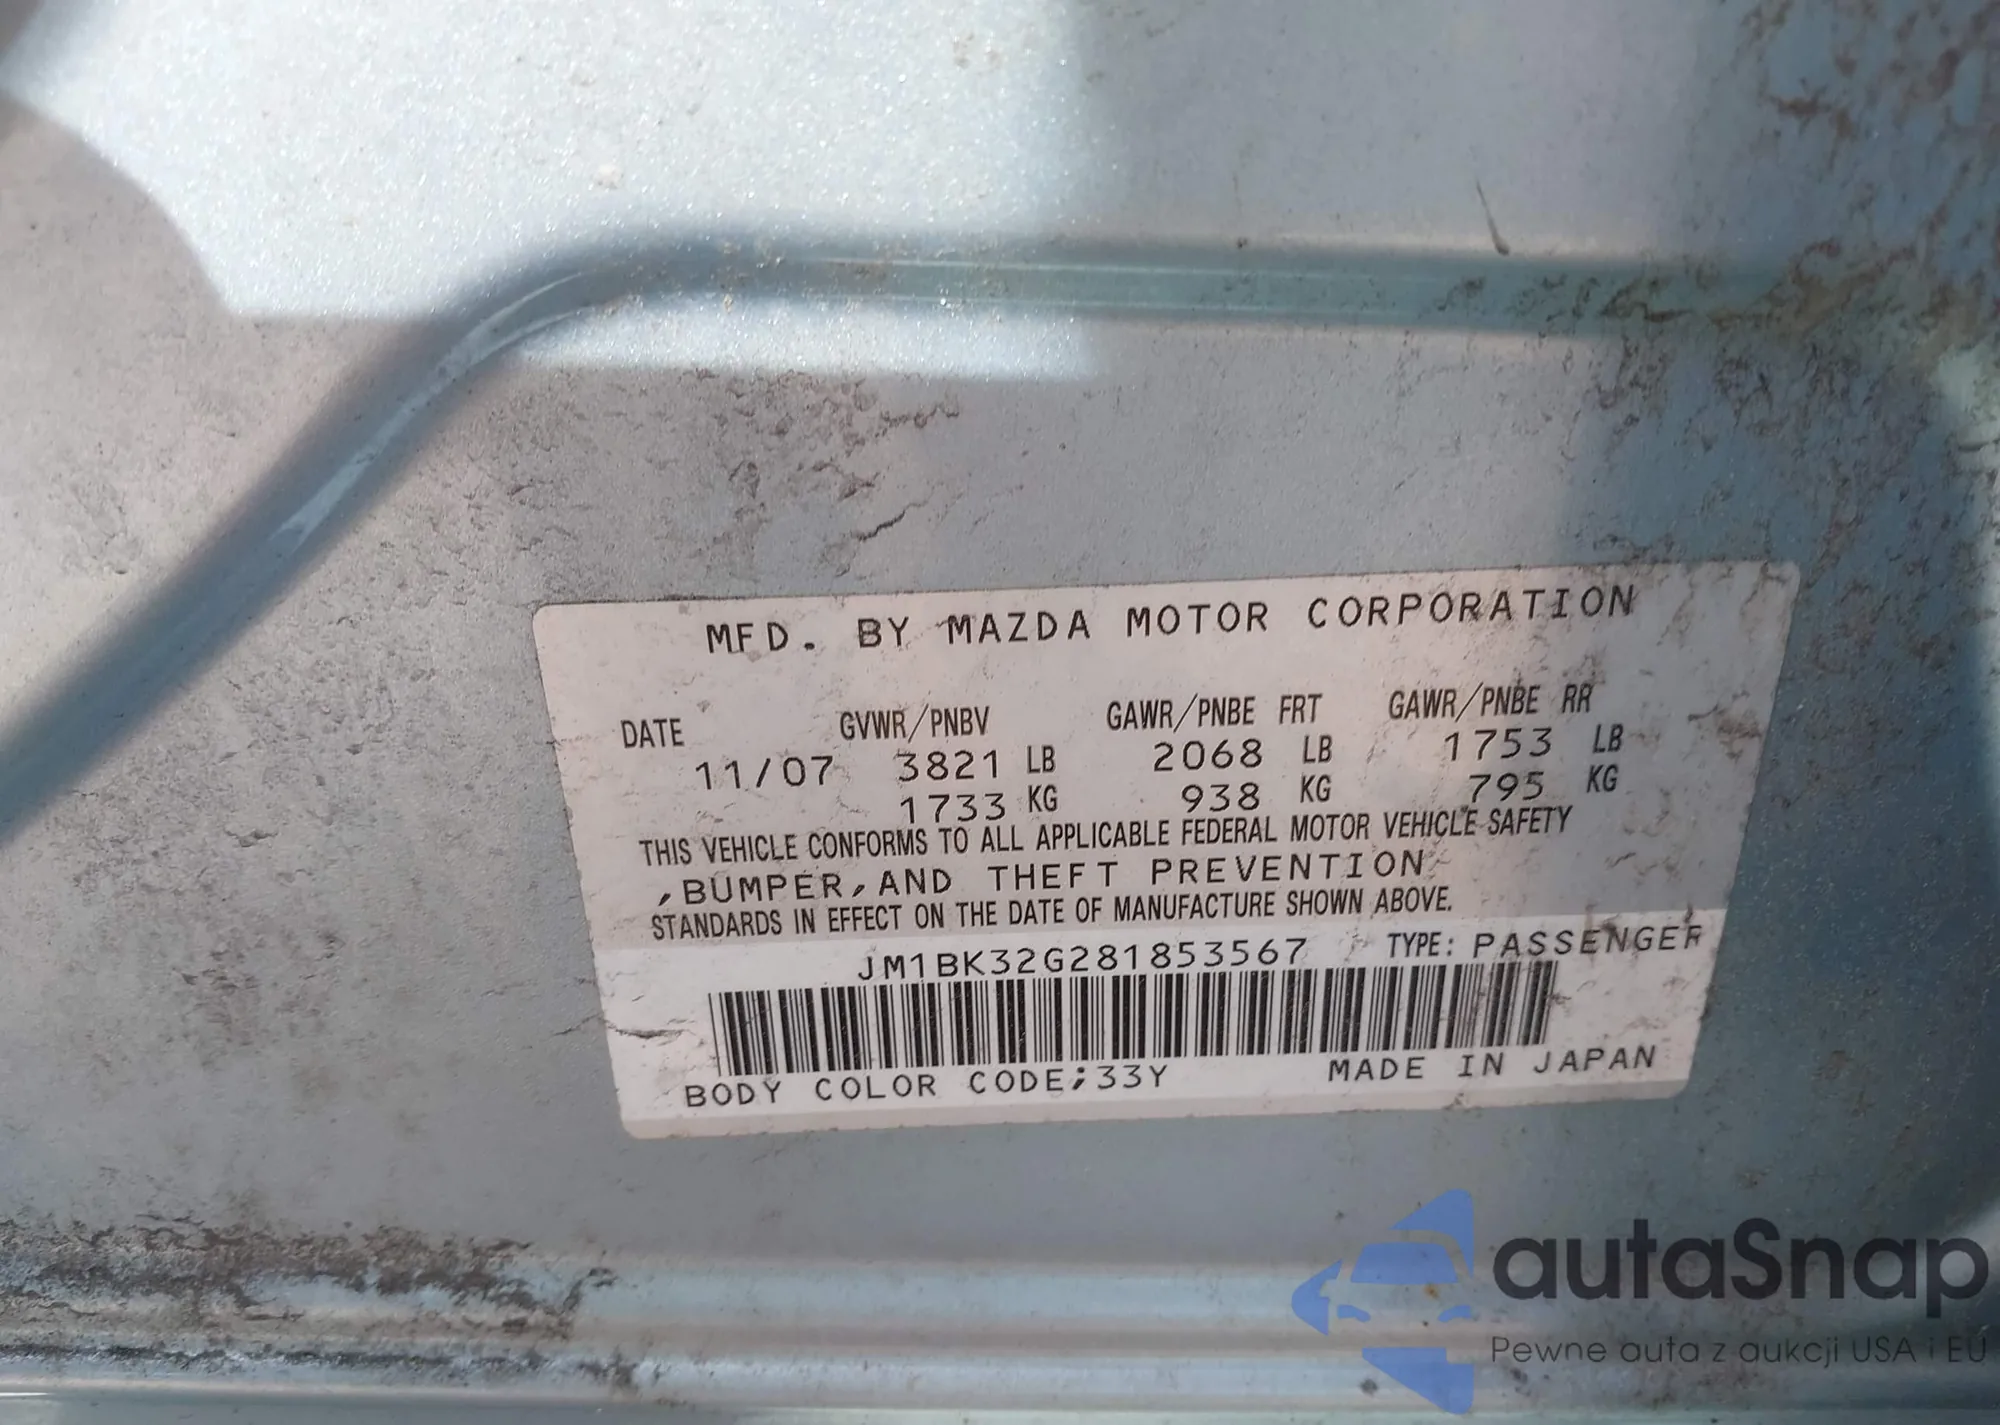 MFD. BY MAZDA MOTOR CORPORATION
DATE GVWR/PNBV GAWR/PNBE FRT GAWR/PNBE RR
11/07 3821 LB 2068 LB 1753 LB
1733 KG 938 KG 795 KG
THIS VEHICLE CONFORMS TO ALL APPLICABLE FEDERAL MOTOR VEHICLE SAFETY
,BUMPER,AND THEFT PREVENTION
STANDARDS IN EFFECT ON THE DATE OF MANUFACTURE SHOWN ABOVE.
JM1BK32G281853567 TYPE: PASSENGER
BODY COLOR CODE;33Y MADE IN JAPAN
autaSnap
Pewne auta z aukcji USA i EU